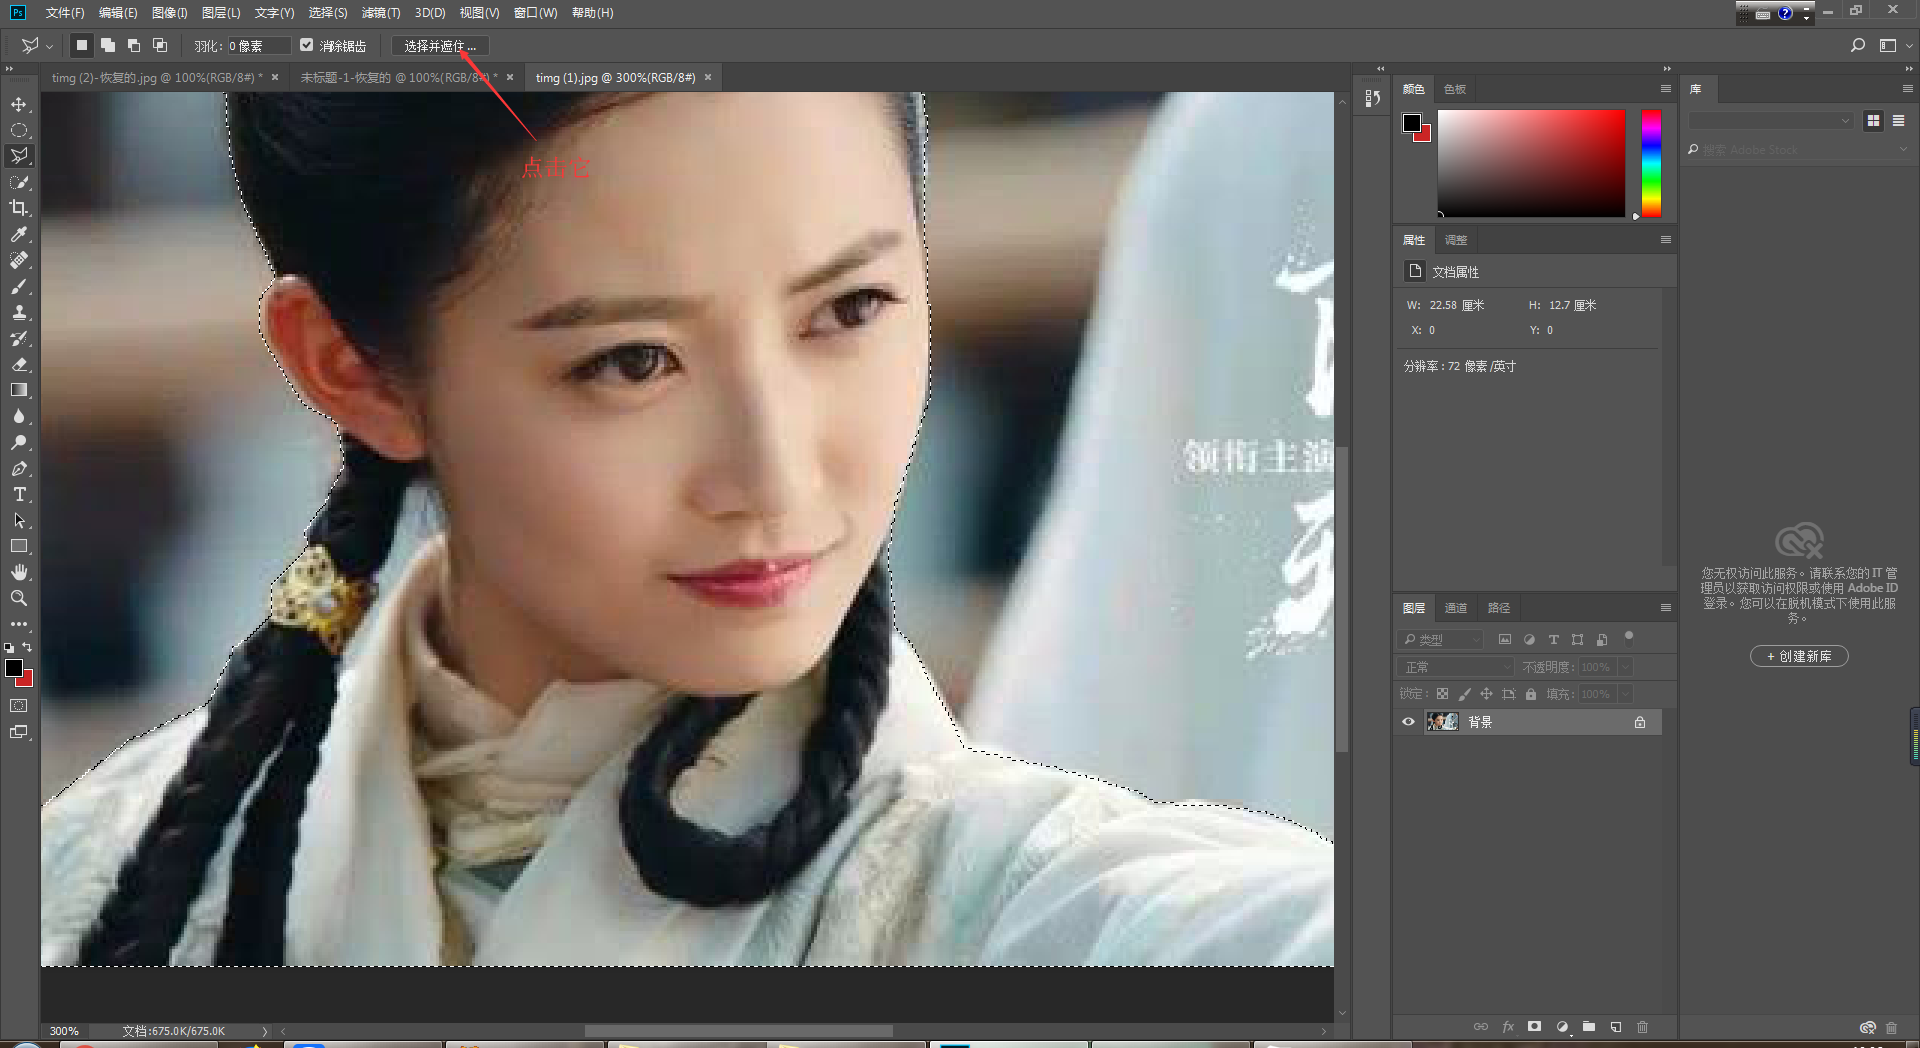 Ps 文件(F) 编辑(E) 图像(I) 图层(L) 文字(Y) 选择(S) 滤镜(T) 3D(D) 视图(V) 窗口(W) 帮助(H)
羽化: 0 像素 消除锯齿 选择并遮住 ...
timg (2)-恢复的.jpg @ 100%(RGB/8#) * × 未标题-1-恢复的 @ 100%(RGB/8#) * × timg (1).jpg @ 300%(RGB/8#) ×
点击它
领衔主演
颜色 色板
属性 调整
文档属性
W: 22.58 厘米 H: 12.7 厘米
X: 0 Y: 0
分辨率 : 72 像素 /英寸
图层 通道 路径
类型
正常 不透明度: 100%
锁定: 填充: 100%
背景
fx
库
搜索 Adobe Stock
您无权访问此服务。请联系您的 IT 管
理员以获取访问权限或使用 Adobe ID
登录。您可以在脱机模式下使用此服
务。
+ 创建新库
300% 文档:675.0K/675.0K